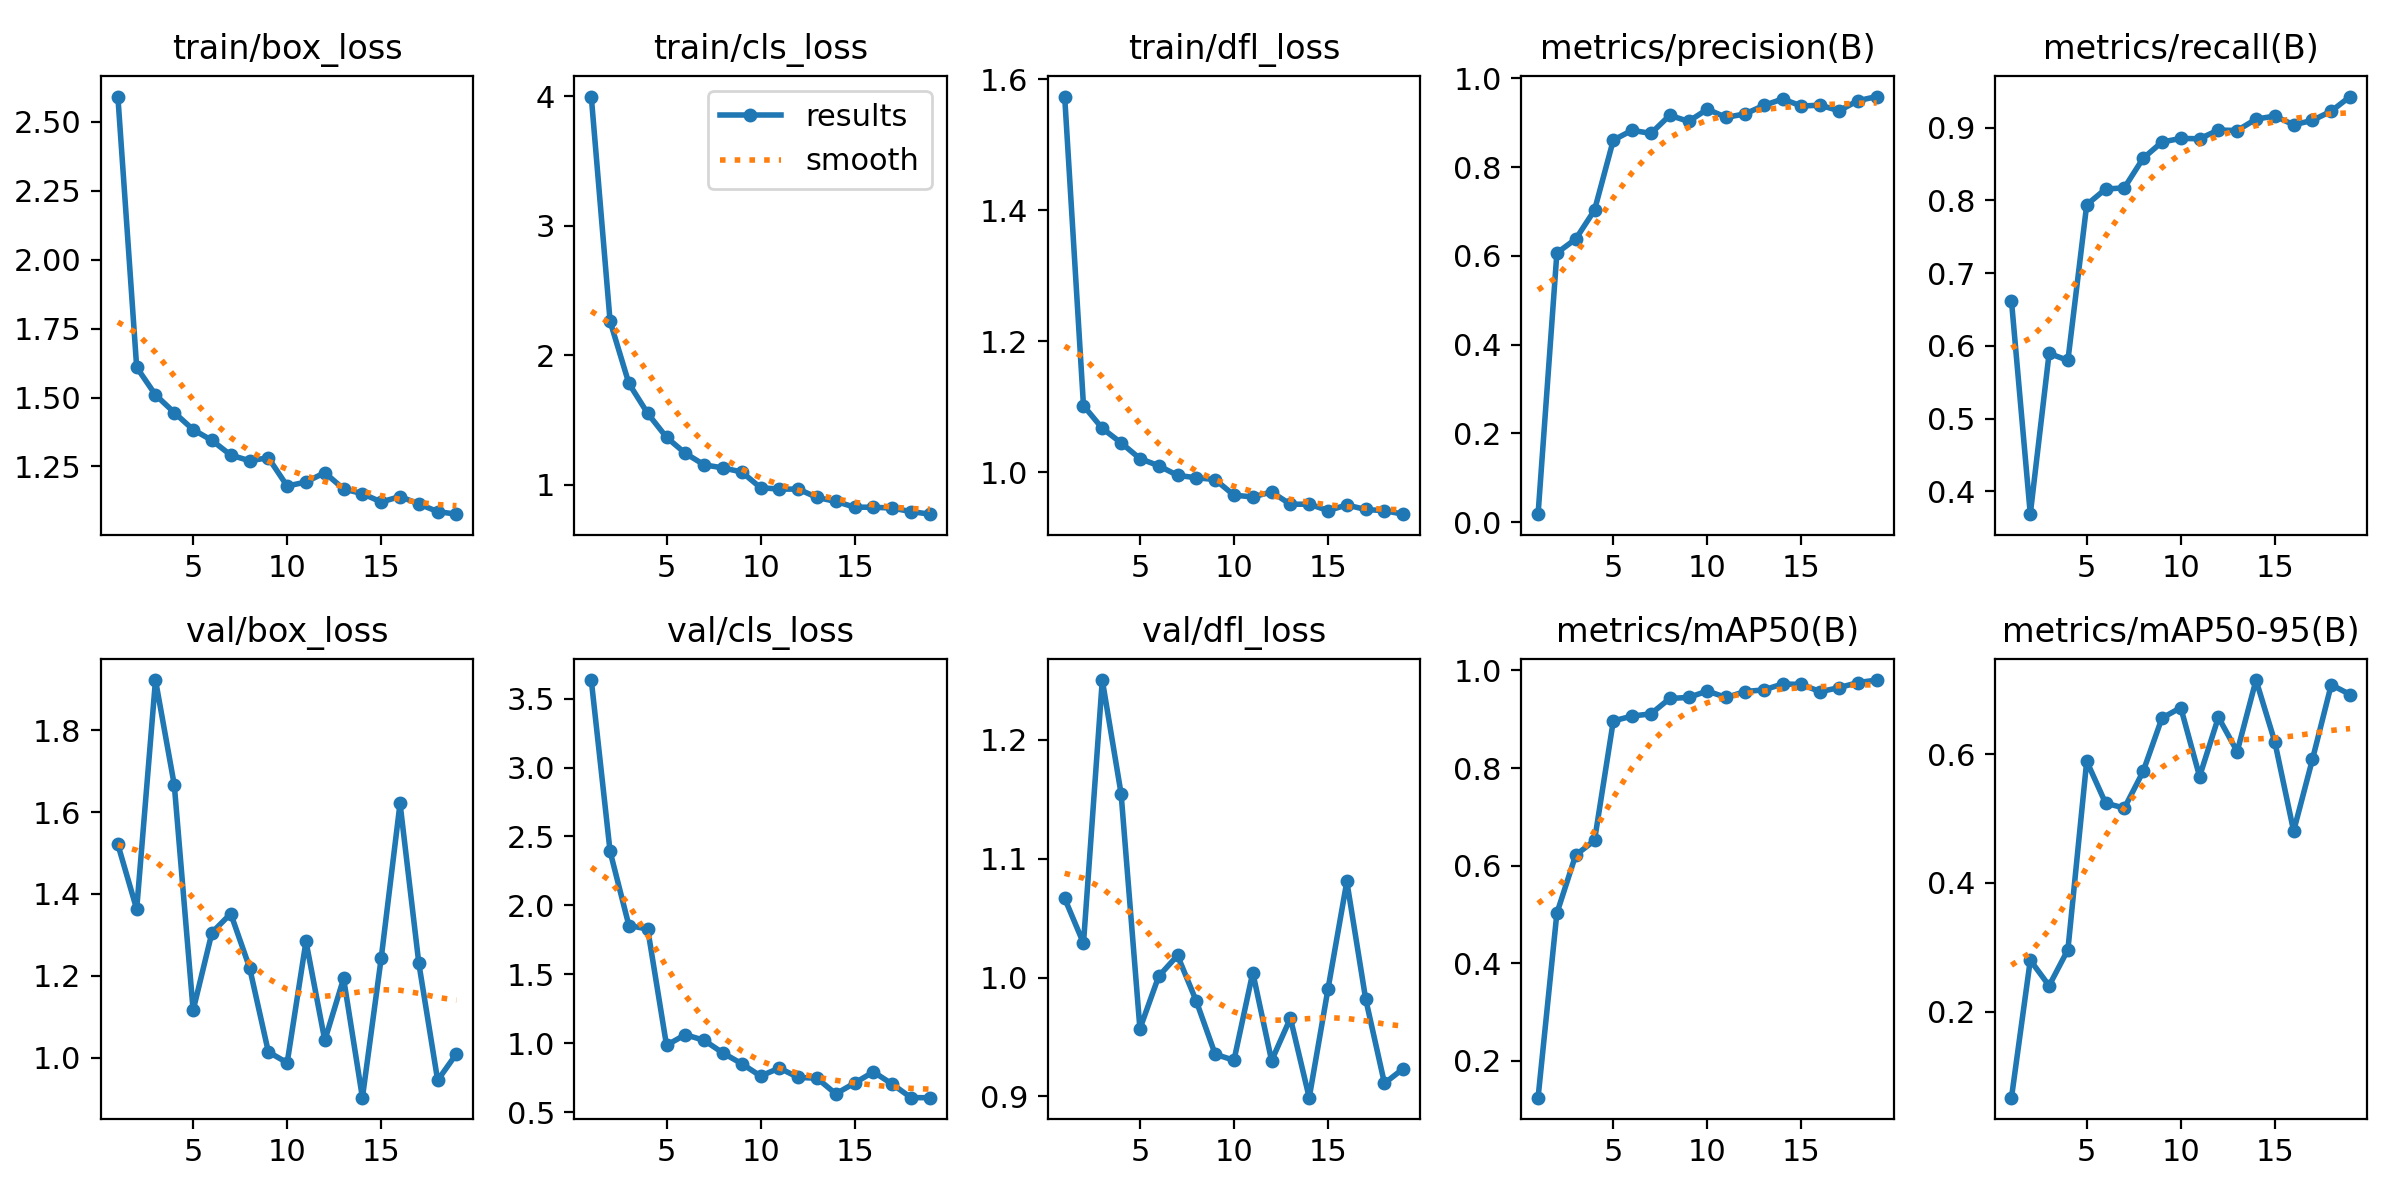 train/box_loss
train/cls_loss
train/dfl_loss
metrics/precision(B)
metrics/recall(B)
2.50
2.25
2.00
1.75
1.50
1.25
5 10 15
4
3
2
1
results
smooth
5 10 15
1.6
1.4
1.2
1.0
5 10 15
1.0
0.8
0.6
0.4
0.2
0.0
5 10 15
0.9
0.8
0.7
0.6
0.5
0.4
5 10 15
val/box_loss
val/cls_loss
val/dfl_loss
metrics/mAP50(B)
metrics/mAP50-95(B)
1.8
1.6
1.4
1.2
1.0
5 10 15
3.5
3.0
2.5
2.0
1.5
1.0
0.5
5 10 15
1.2
1.1
1.0
0.9
5 10 15
1.0
0.8
0.6
0.4
0.2
5 10 15
0.6
0.4
0.2
5 10 15